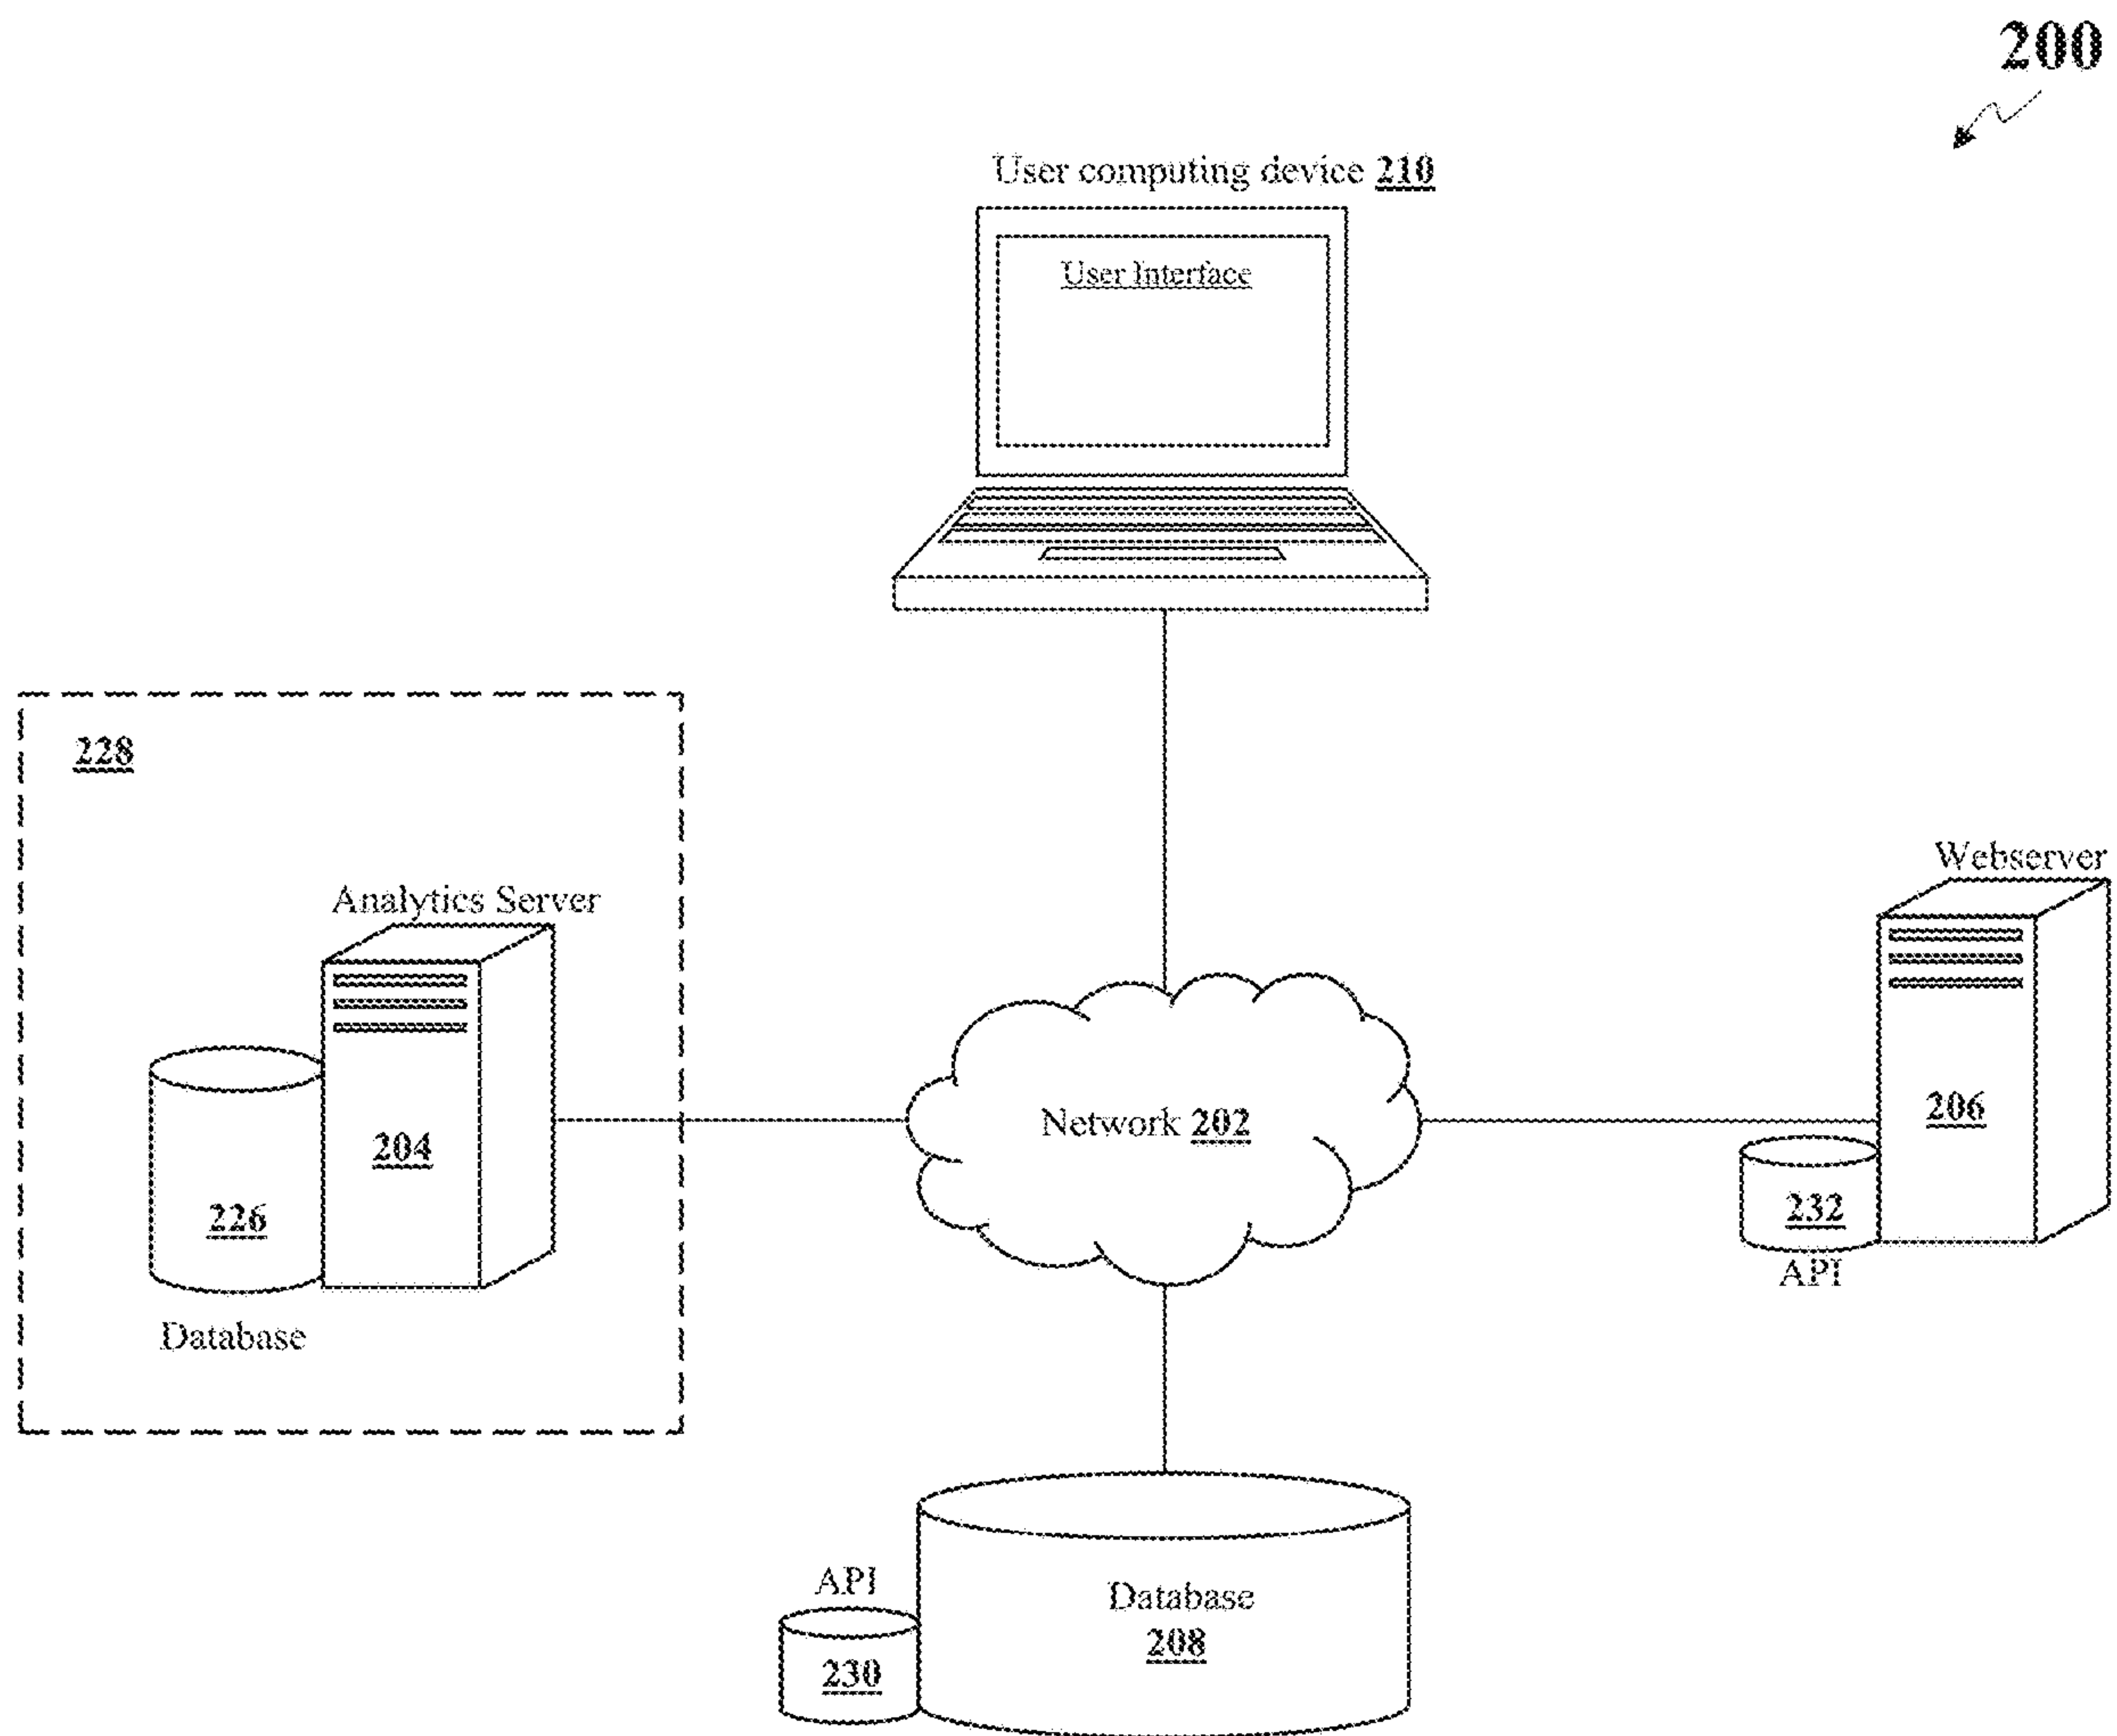 200
User computing device 210
User Interface
228
Analytics Server
Webserver
204
Network 202
206
226
232
API
Database
API
Database
208
230